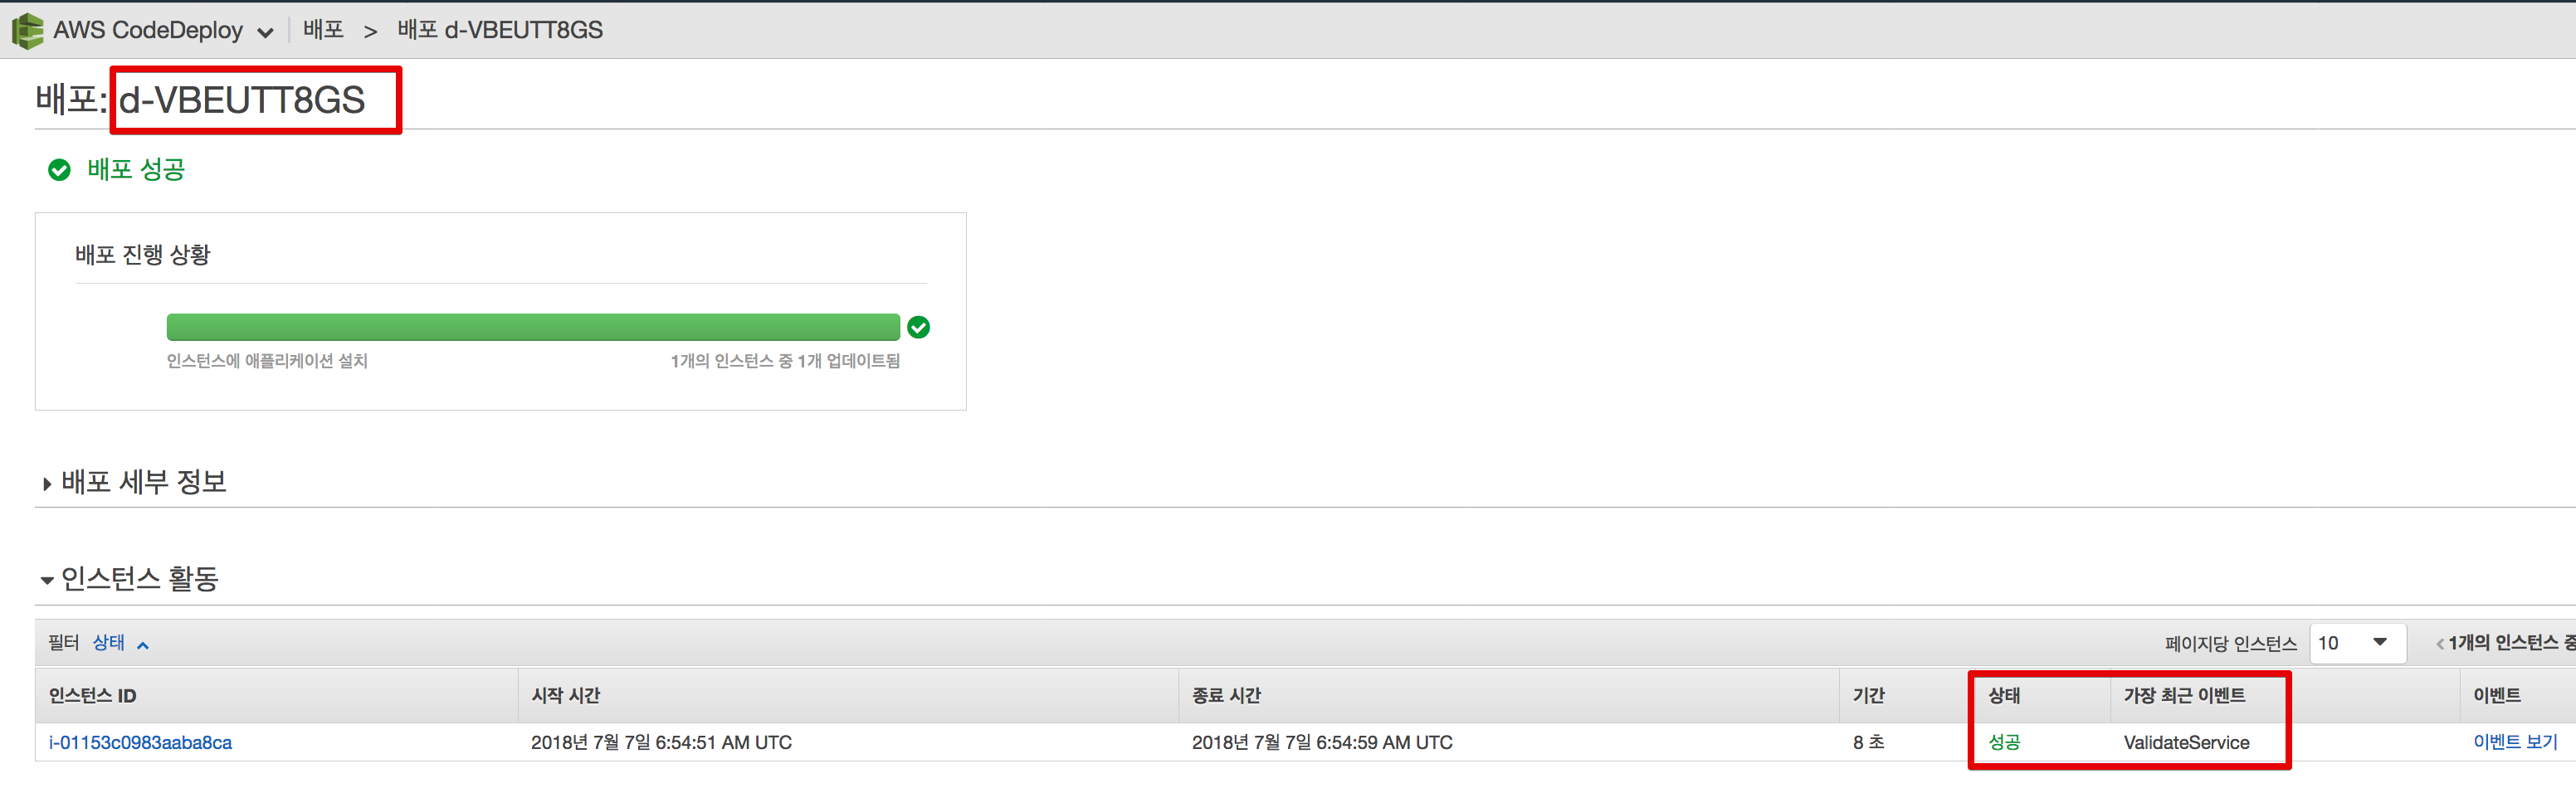 AWS CodeDeploy 배포 > 배포 d-VBEUTT8GS
배포: d-VBEUTT8GS
배포 성공
배포 진행 상황
인스턴스에 애플리케이션 설치 1개의 인스턴스 중 1개 업데이트됨
배포 세부 정보
인스턴스 활동
필터 상태 페이지당 인스턴스 10 <1개의 인스턴스
인스턴스 ID 시작 시간 종료 시간 기간 상태 가장 최근 이벤트 이벤트
i-01153c0983aaba8ca 2018년 7월 7일 6:54:51 AM UTC 2018년 7월 7일 6:54:59 AM UTC 8 초 성공 ValidateService 이벤트 보기